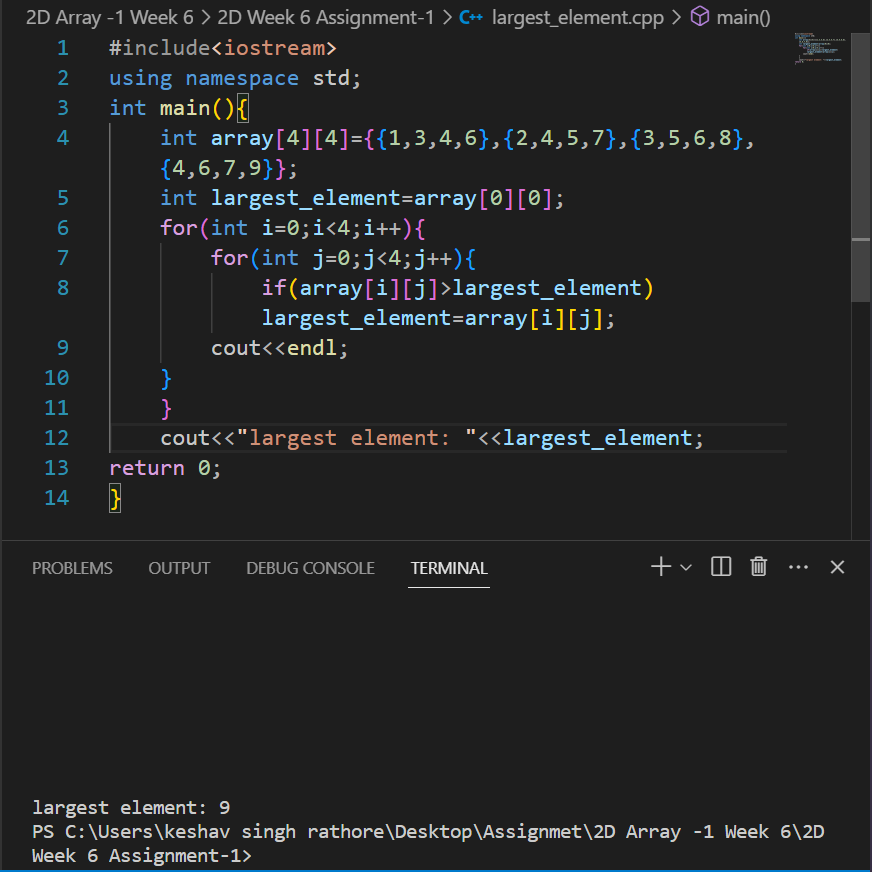 2D Array -1 Week 6 > 2D Week 6 Assignment-1 > C++ largest_element.cpp > main()
1 #include<iostream>
2 using namespace std;
3 int main(){
4 int array[4][4]={{1,3,4,6},{2,4,5,7},{3,5,6,8},
{4,6,7,9}};
5 int largest_element=array[0][0];
6 for(int i=0;i<4;i++){
7 for(int j=0;j<4;j++){
8 if(array[i][j]>largest_element)
largest_element=array[i][j];
9 cout<<endl;
10 }
11 }
12 cout<<"largest element: "<<largest_element;
13 return 0;
14 }
PROBLEMS OUTPUT DEBUG CONSOLE TERMINAL
largest element: 9
PS C:\Users\keshav singh rathore\Desktop\Assignmet\2D Array -1 Week 6\2D
Week 6 Assignment-1>